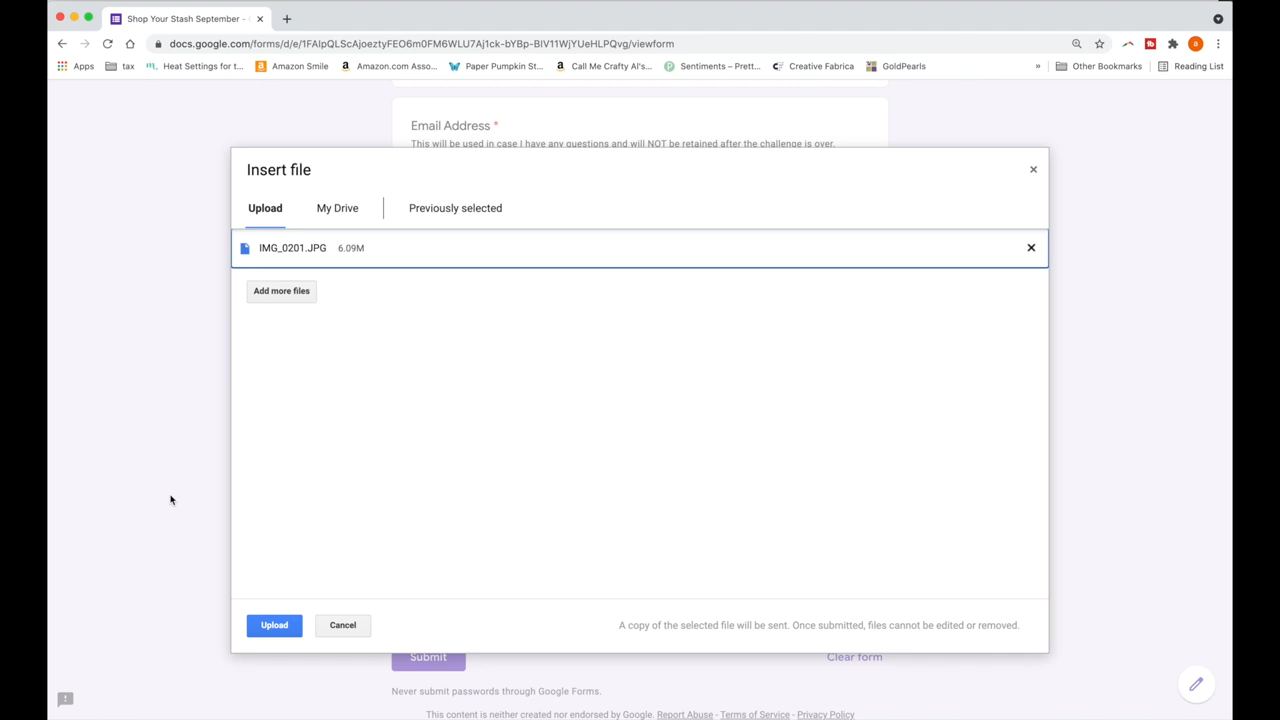 Shop Your Stash September -
docs.google.com/forms/d/e/1FAIpQLScAjoeztyFEO6m0FM6WLU7Aj1ck-bYBp-BIV11WjYUeHLPQvg/viewform
Apps tax Heat Settings for t... Amazon Smile Amazon.com Asso... Paper Pumpkin St... Call Me Crafty Al's... Sentiments – Prett... Creative Fabrica GoldPearls » Other Bookmarks Reading List
Email Address *
This will be used in case I have any questions and will NOT be retained after the challenge is over.
Insert file
Upload My Drive Previously selected
IMG_0201.JPG 6.09M
Add more files
Upload Cancel A copy of the selected file will be sent. Once submitted, files cannot be edited or removed.
Submit Clear form
Never submit passwords through Google Forms.
This content is neither created nor endorsed by Google. Report Abuse - Terms of Service - Privacy Policy